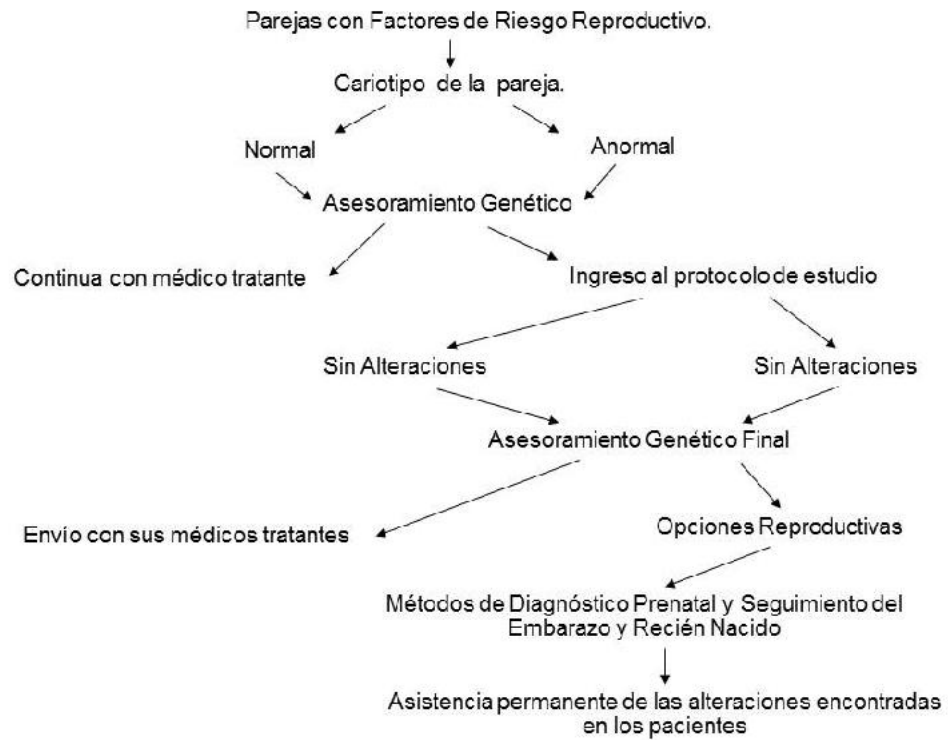 Parejas con Factores de Riesgo Reproductivo.
Cariotipo de la pareja.
Normal
Anormal
Asesoramiento Genético
Continua con médico tratante
Ingreso al protocolo de estudio
Sin Alteraciones
Sin Alteraciones
Asesoramiento Genético Final
Envío con sus médicos tratantes
Opciones Reproductivas
Métodos de Diagnóstico Prenatal y Seguimiento del
Embarazo y Recién Nacido
Asistencia permanente de las alteraciones encontradas
en los pacientes